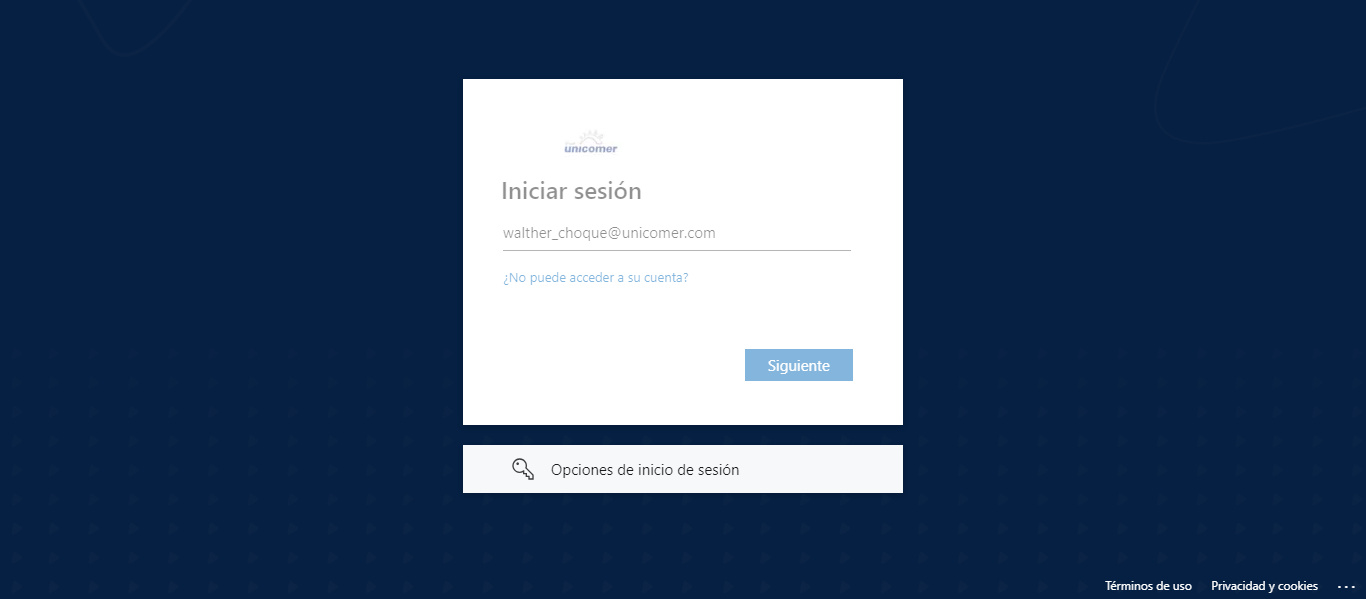 unicomer
Iniciar sesión
walther_choque@unicomer.com
¿No puede acceder a su cuenta?
Siguiente
Opciones de inicio de sesión
Términos de uso Privacidad y cookies ...